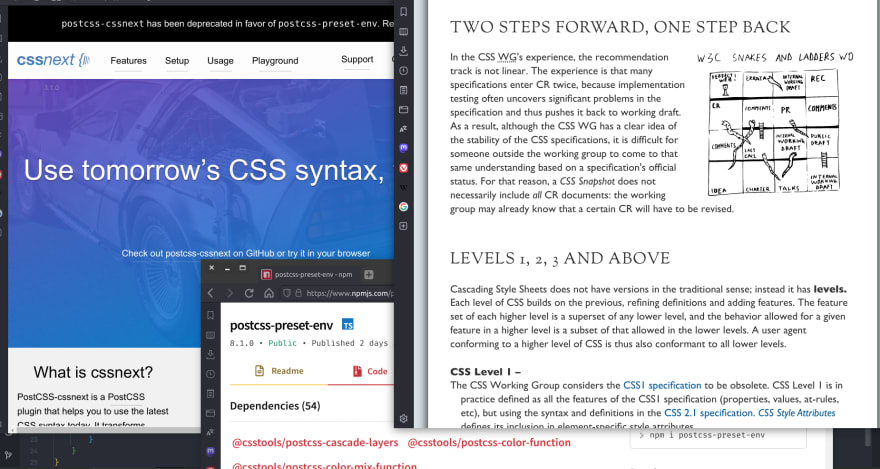 postcss-cssnext has been deprecated in favor of postcss-preset-env. Re
cssnext
Features
Setup
Usage
Playground
Support
Use tomorrow's CSS syntax,
Check out postcss-cssnext on GitHub or try it in your browser
What is cssnext?
PostCSS-cssnext is a PostCSS
plugin that helps you to use the latest
CSS syntax today. It transforms
postcss-preset-env - npm
https://www.npmjs.com/p
postcss-preset-env TS
8.1.0 • Public • Published 2 days
Readme
Code
Dependencies (54)
@csstools/postcss-cascade-layers @csstools/postcss-color-function
@csstools/postcss-color-mix-function
> npm i postcss-preset-env
23 }
24 }
25 }
TWO STEPS FORWARD, ONE STEP BACK
In the CSS WG's experience, the recommendation
track is not linear. The experience is that many
specifications enter CR twice, because implementation
testing often uncovers significant problems in the
specification and thus pushes it back to working draft.
As a result, although the CSS WG has a clear idea of
the stability of the CSS specifications, it is difficult for
someone outside the working group to come to that
same understanding based on a specification's official
status. For that reason, a CSS Snapshot does not
necessarily include all CR documents: the working
group may already know that a certain CR will have to be revised.
W3C SNAKES AND LADDERS WD
PERFECT!
ERRATA
INTERNAL WORKING DRAFT
REC
CR
COMMENTS
PR
COMMENTS
COMMENTS
LAST CALL
INTERNAL WORKING DRAFT
PUBLIC DRAFT
IDEA
CHARTER
TALKS
INTERNAL WORKING DRAFT
LEVELS 1, 2, 3 AND ABOVE
Cascading Style Sheets does not have versions in the traditional sense; instead it has levels.
Each level of CSS builds on the previous, refining definitions and adding features. The feature
set of each higher level is a superset of any lower level, and the behavior allowed for a given
feature in a higher level is a subset of that allowed in the lower levels. A user agent
conforming to a higher level of CSS is thus also conformant to all lower levels.
CSS Level 1 –
The CSS Working Group considers the CSS1 specification to be obsolete. CSS Level 1 is in
practice defined as all the features of the CSS1 specification (properties, values, at-rules,
etc), but using the syntax and definitions in the CSS 2.1 specification. CSS Style Attributes
defines its inclusion in element-specific style attributes.